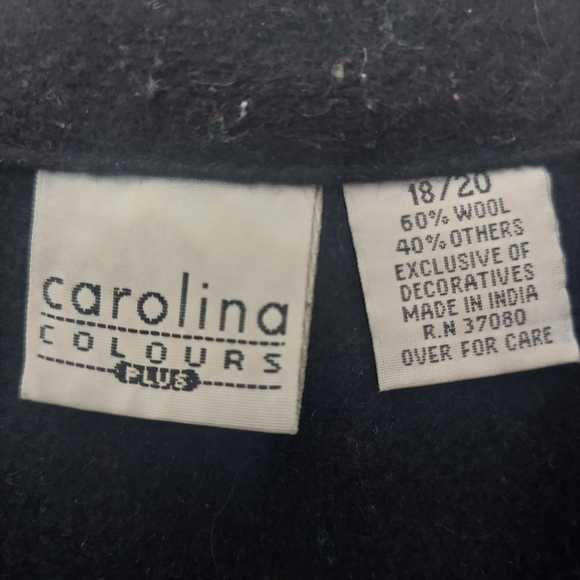 carolina
COLOURS
PLUS
18/20
60% WOOL
40% OTHERS
EXCLUSIVE OF
DECORATIVES
MADE IN INDIA
R.N 37080
OVER FOR CARE